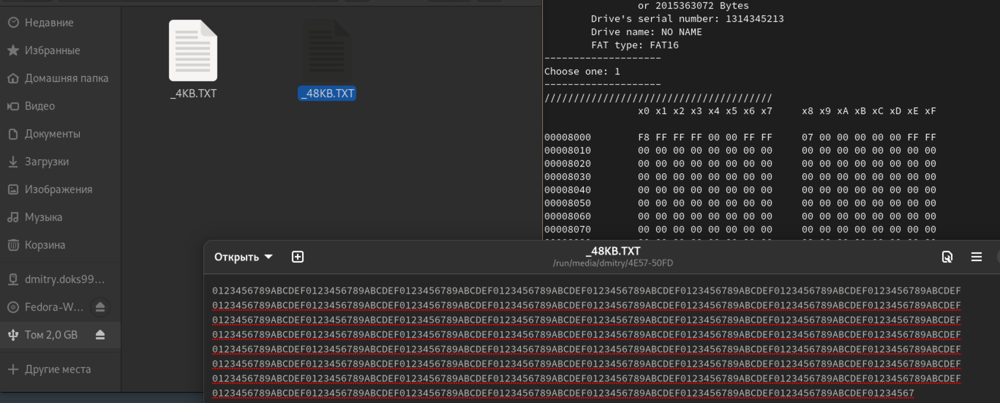 Недавние
Избранные
Домашняя папка
Видео
Документы
Загрузки
Изображения
Музыка
Корзина
dmitry.doks99...
Fedora-W...
Том 2,0 GB
Другие места
_4KB.TXT
_48KB.TXT
or 2015363072 Bytes
Drive's serial number: 1314345213
Drive name: NO NAME
FAT type: FAT16
--------------------
Choose one: 1
--------------------
///////////////////////////////////////
x0 x1 x2 x3 x4 x5 x6 x7 x8 x9 xA xB xC xD xE xF
00008000 F8 FF FF FF 00 00 FF FF 07 00 00 00 00 00 FF FF
00008010 00 00 00 00 00 00 00 00 00 00 00 00 00 00 00 00
00008020 00 00 00 00 00 00 00 00 00 00 00 00 00 00 00 00
00008030 00 00 00 00 00 00 00 00 00 00 00 00 00 00 00 00
00008040 00 00 00 00 00 00 00 00 00 00 00 00 00 00 00 00
00008050 00 00 00 00 00 00 00 00 00 00 00 00 00 00 00 00
00008060 00 00 00 00 00 00 00 00 00 00 00 00 00 00 00 00
00008070 00 00 00 00 00 00 00 00 00 00 00 00 00 00 00 00
Открыть
_48KB.TXT
/run/media/dmitry/4E57-50FD
0123456789ABCDEF0123456789ABCDEF0123456789ABCDEF0123456789ABCDEF0123456789ABCDEF0123456789ABCDEF0123456789ABCDEF0123456789ABCDEF
0123456789ABCDEF0123456789ABCDEF0123456789ABCDEF0123456789ABCDEF0123456789ABCDEF0123456789ABCDEF0123456789ABCDEF0123456789ABCDEF
0123456789ABCDEF0123456789ABCDEF0123456789ABCDEF0123456789ABCDEF0123456789ABCDEF0123456789ABCDEF0123456789ABCDEF0123456789ABCDEF
0123456789ABCDEF0123456789ABCDEF0123456789ABCDEF0123456789ABCDEF0123456789ABCDEF0123456789ABCDEF0123456789ABCDEF0123456789ABCDEF
0123456789ABCDEF0123456789ABCDEF0123456789ABCDEF0123456789ABCDEF0123456789ABCDEF0123456789ABCDEF0123456789ABCDEF0123456789ABCDEF
0123456789ABCDEF0123456789ABCDEF0123456789ABCDEF0123456789ABCDEF0123456789ABCDEF0123456789ABCDEF0123456789ABCDEF0123456789ABCDEF
0123456789ABCDEF0123456789ABCDEF0123456789ABCDEF0123456789ABCDEF0123456789ABCDEF0123456789ABCDEF0123456789ABCDEF0123456789ABCDEF
0123456789ABCDEF0123456789ABCDEF0123456789ABCDEF0123456789ABCDEF0123456789ABCDEF0123456789ABCDEF0123456789ABCDEF01234567